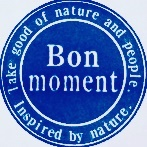 Take good of nature and people
Bon
moment
Inspired by nature.